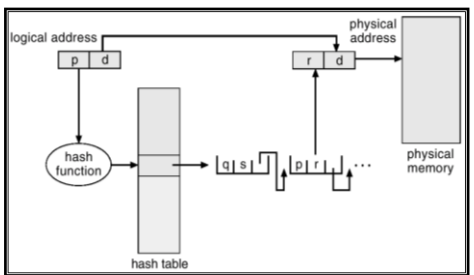 logical address
physical
address
p d
r d
hash
function
q s
p r
...
physical
memory
hash table